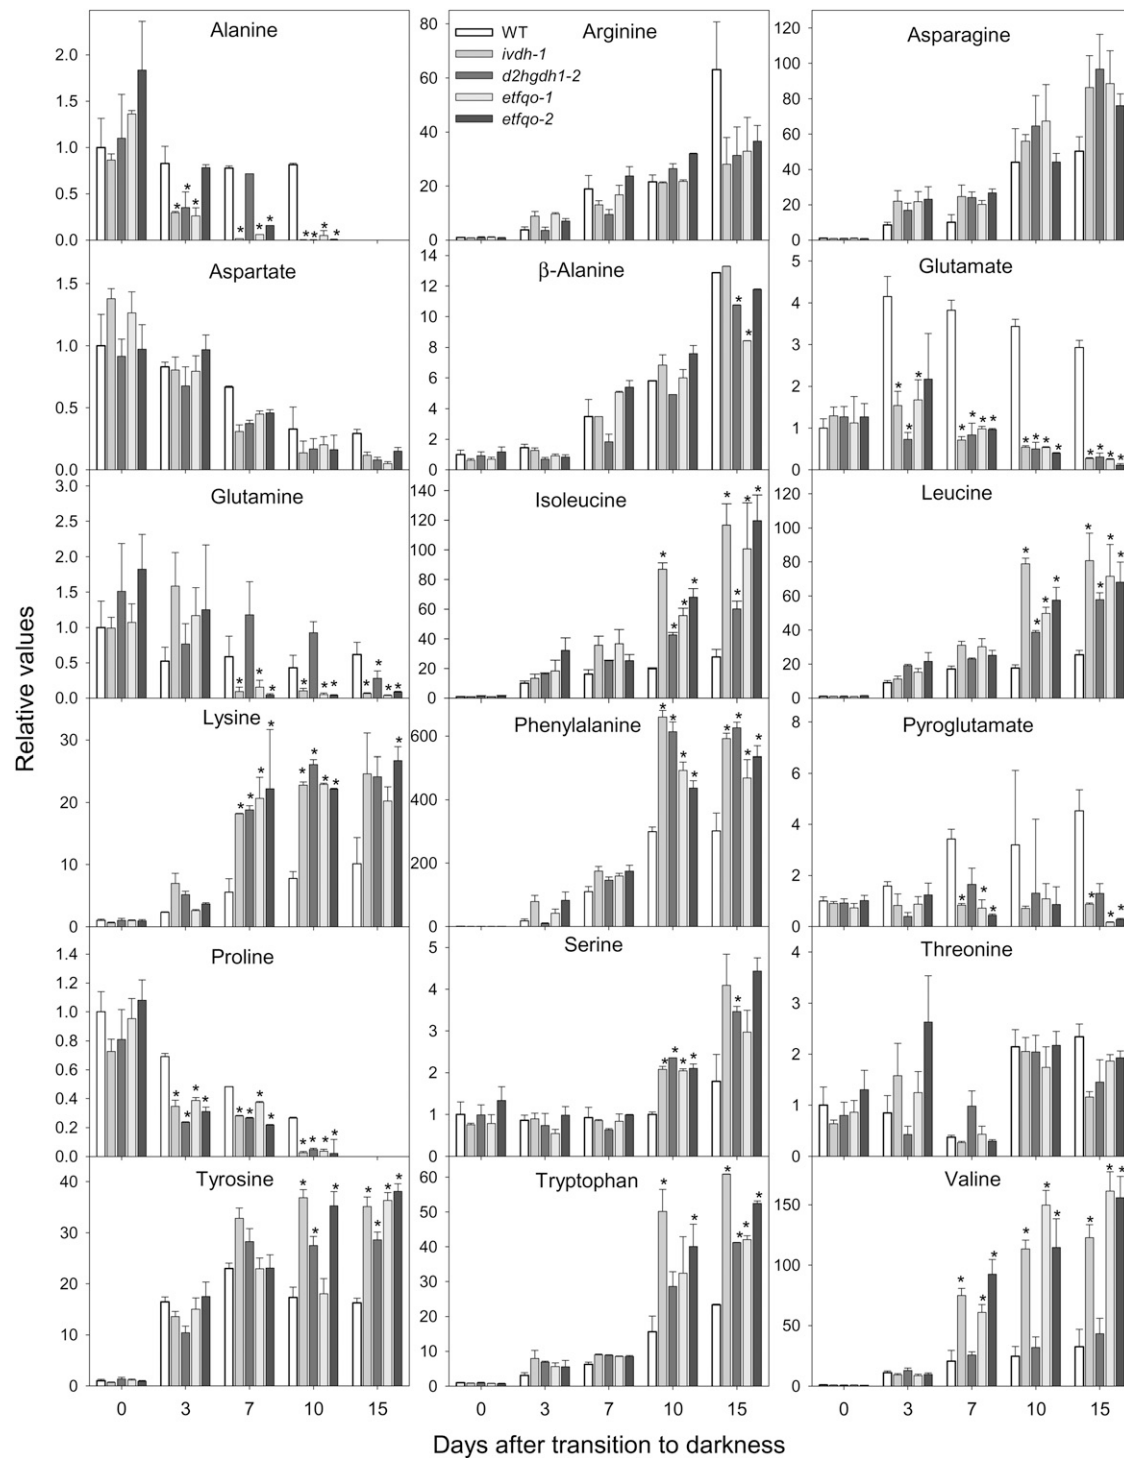 Alanine
2.0
1.5
1.0
0.5
0.0
* * *
* * *
* * * *
Arginine
80
60
40
20
0
WT
ivdh-1
d2hgdh1-2
etfqo-1
etfqo-2
Asparagine
120
100
80
60
40
20
0
Aspartate
1.5
1.0
0.5
0.0
β-Alanine
14
12
10
8
6
4
2
0
* *
Glutamate
5
4
3
2
1
0
* * *
* * * *
* * * *
* * * *
Glutamine
3.0
2.5
2.0
1.5
1.0
0.5
0.0
* * *
* * *
* * * *
Isoleucine
140
120
100
80
60
40
20
0
* * * *
* * * *
Leucine
120
100
80
60
40
20
0
* * * *
* * * *
Relative values
Lysine
30
20
10
0
* * * *
* * * *
*
Phenylalanine
600
400
200
0
* * * *
* * * *
Pyroglutamate
8
6
4
2
0
* * *
* * *
Proline
1.4
1.2
1.0
0.8
0.6
0.4
0.2
0.0
* * * *
* * * *
* * * *
Serine
5
4
3
2
1
0
* * * *
*
Threonine
4
3
2
1
0
Tyrosine
40
30
20
10
0
* * *
* * * *
Tryptophan
60
50
40
30
20
10
0
* *
* * * *
Valine
150
100
50
0
* * *
* * *
* * *
0 3 7 10 15
0 3 7 10 15
0 3 7 10 15
Days after transition to darkness